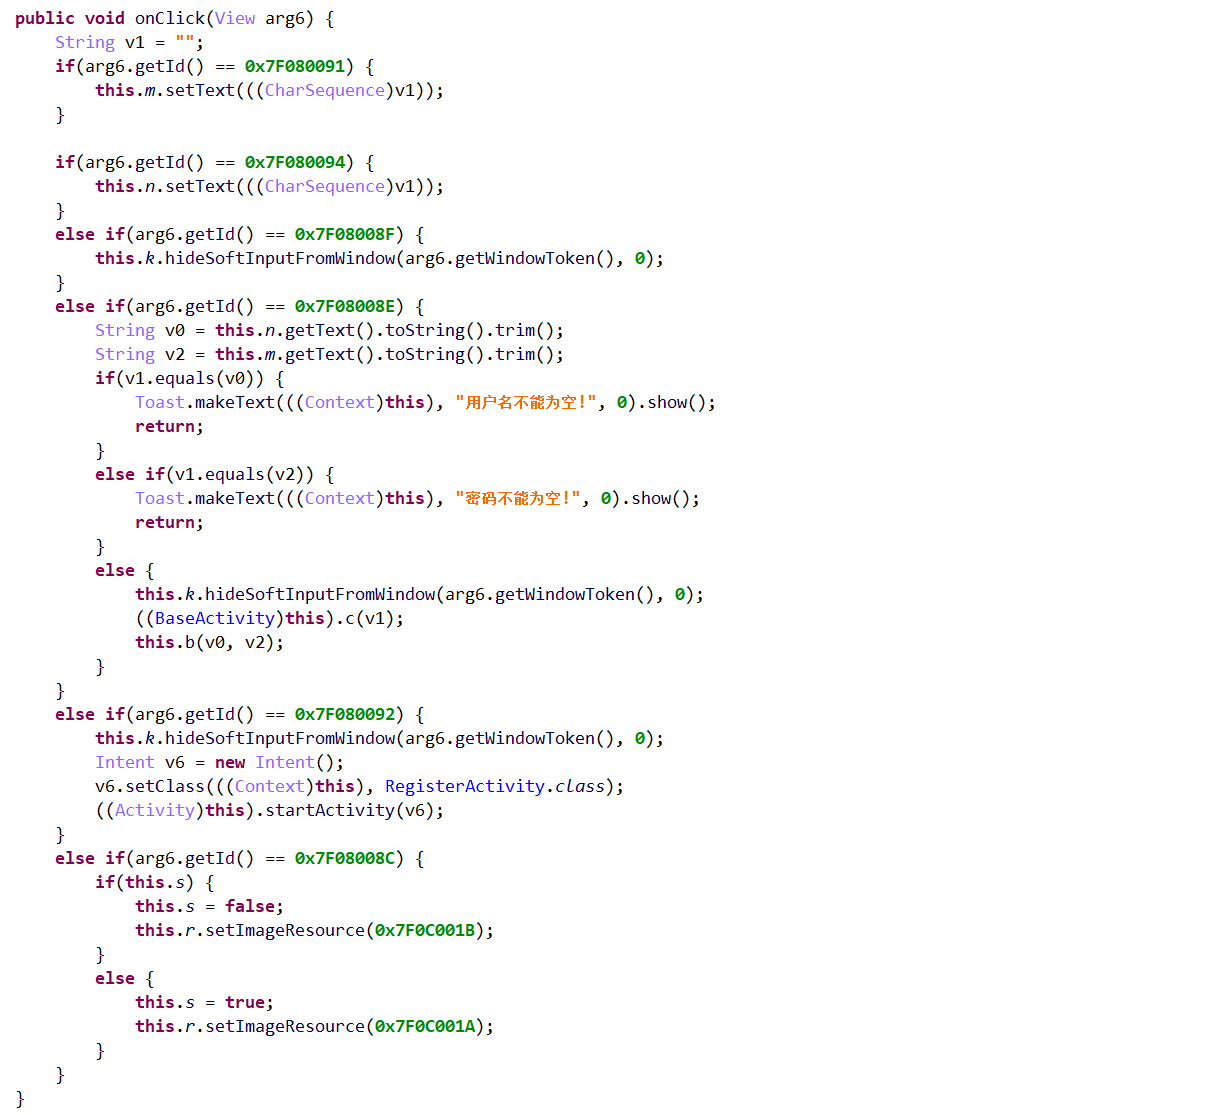 public void onClick(View arg6) {
    String v1 = "";
    if(arg6.getId() == 0x7F080091) {
        this.m.setText(((CharSequence)v1));
    }

    if(arg6.getId() == 0x7F080094) {
        this.n.setText(((CharSequence)v1));
    }
    else if(arg6.getId() == 0x7F08008F) {
        this.k.hideSoftInputFromWindow(arg6.getWindowToken(), 0);
    }
    else if(arg6.getId() == 0x7F08008E) {
        String v0 = this.n.getText().toString().trim();
        String v2 = this.m.getText().toString().trim();
        if(v1.equals(v0)) {
            Toast.makeText(((Context)this), "用户名不能为空!", 0).show();
            return;
        }
        else if(v1.equals(v2)) {
            Toast.makeText(((Context)this), "密码不能为空!", 0).show();
            return;
        }
        else {
            this.k.hideSoftInputFromWindow(arg6.getWindowToken(), 0);
            ((BaseActivity)this).c(v1);
            this.b(v0, v2);
        }
    }
    else if(arg6.getId() == 0x7F080092) {
        this.k.hideSoftInputFromWindow(arg6.getWindowToken(), 0);
        Intent v6 = new Intent();
        v6.setClass(((Context)this), RegisterActivity.class);
        ((Activity)this).startActivity(v6);
    }
    else if(arg6.getId() == 0x7F08008C) {
        if(this.s) {
            this.s = false;
            this.r.setImageResource(0x7F0C001B);
        }
        else {
            this.s = true;
            this.r.setImageResource(0x7F0C001A);
        }
    }
}